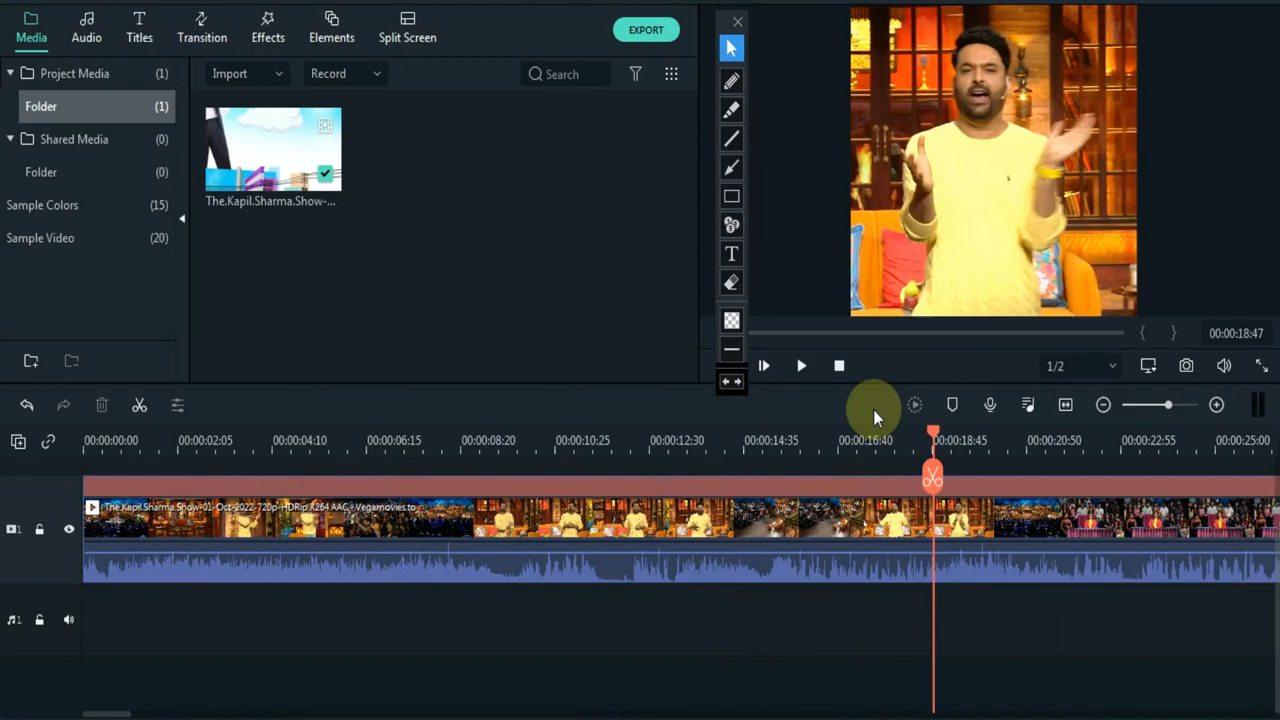 Media Audio Titles Transition Effects Elements Split Screen EXPORT
Project Media (1)
Folder (1)
Shared Media (0)
Folder (0)
Sample Colors (15)
Sample Video (20)
Import Record Search
The.Kapil.Sharma.Show-...
T
00:00:18:47
1/2
00:00:00:00 00:00:02:05 00:00:04:10 00:00:06:15 00:00:08:20 00:00:10:25 00:00:12:30 00:00:14:35 00:00:16:40 00:00:18:45 00:00:20:50 00:00:22:55 00:00:25:00
The.Kapil.Sharma.Show-01-Oct-2022-720p-HDRip.X264 AAC - Vegamovies.to
1
1